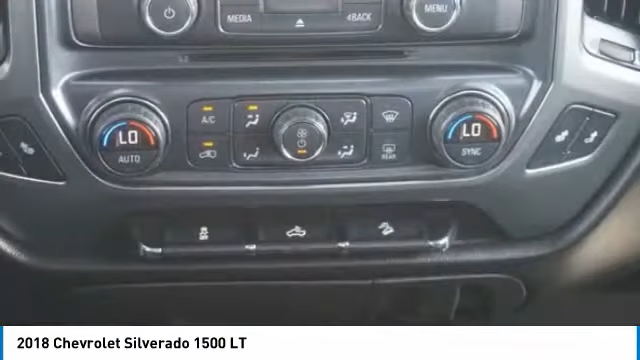 MEDIA
◄BACK
MENU
A/C
LO
AUTO
REAR
LO
SYNC
2018 Chevrolet Silverado 1500 LT